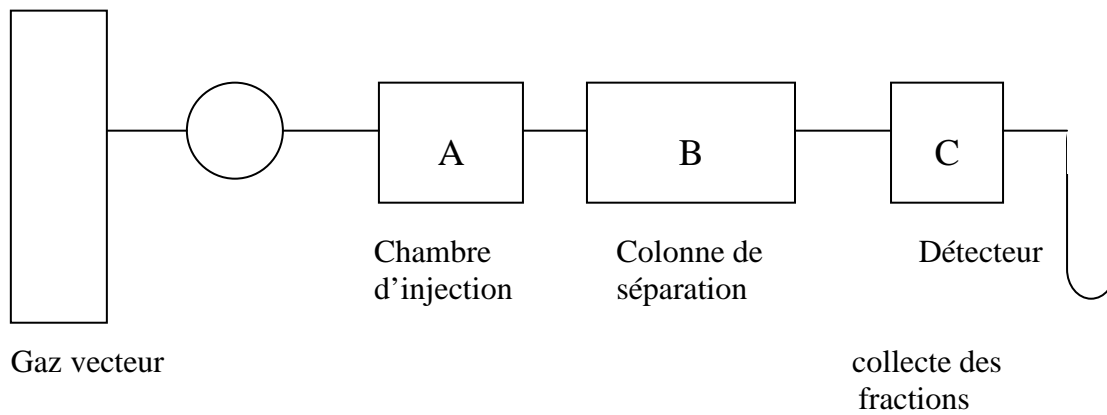 A
B
C
Chambre
d'injection
Colonne de
séparation
Détecteur
Gaz vecteur
collecte des
fractions